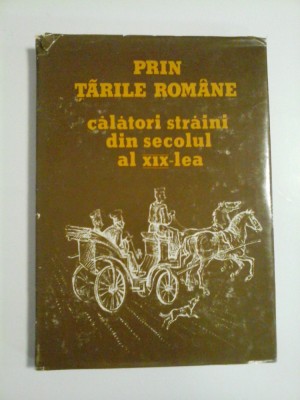 PRIN
ȚĂRILE ROMÂNE
călători străini
din secolul
al XIX-lea